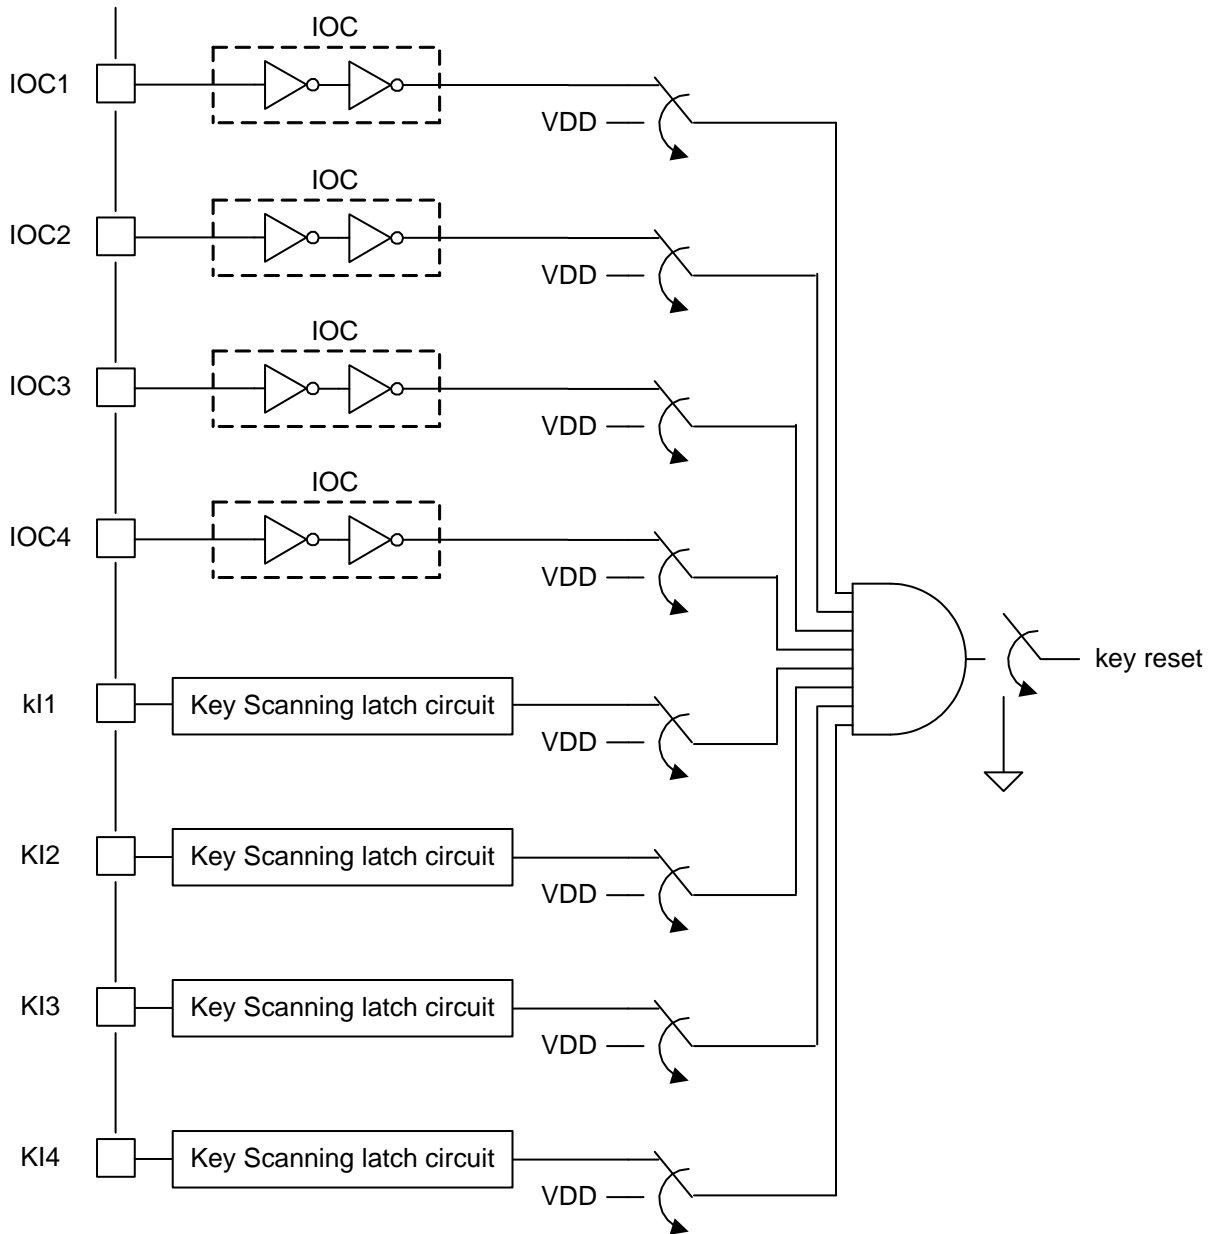 IOC
IOC1
VDD
IOC
IOC2
VDD
IOC
IOC3
VDD
IOC
IOC4
VDD
key reset
kI1
Key Scanning latch circuit
VDD
KI2
Key Scanning latch circuit
VDD
KI3
Key Scanning latch circuit
VDD
KI4
Key Scanning latch circuit
VDD